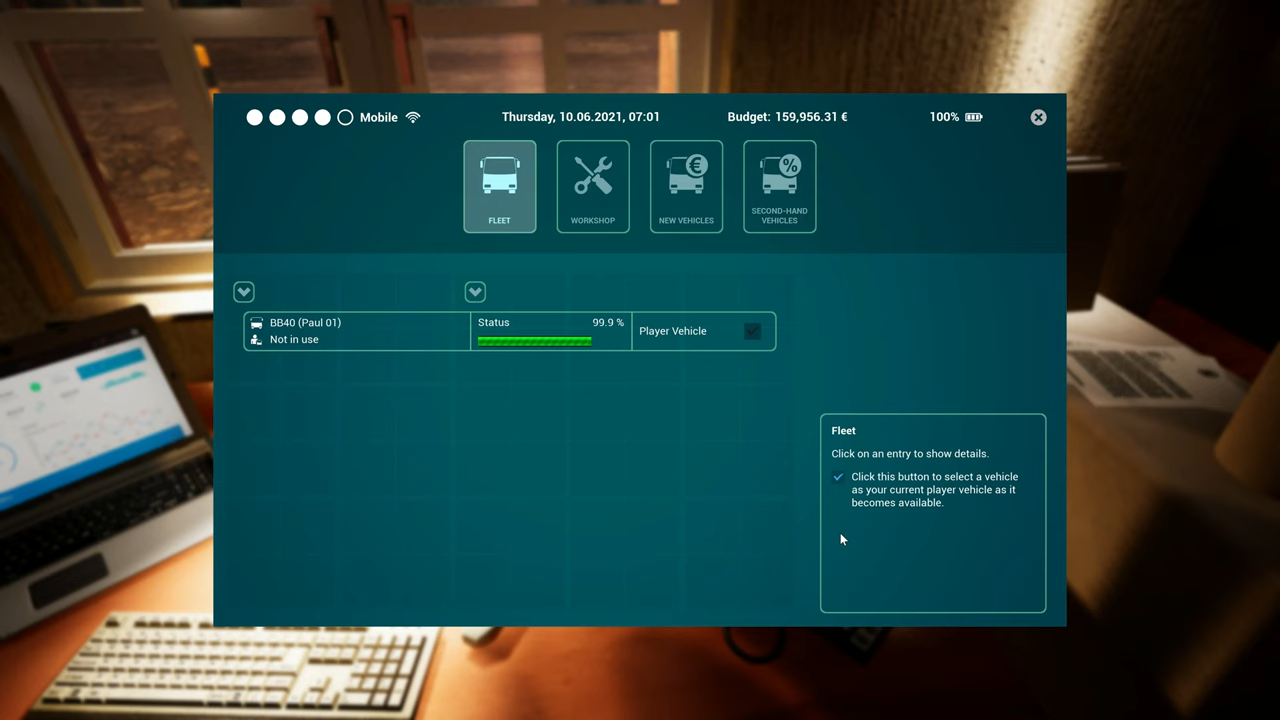 Mobile
Thursday, 10.06.2021, 07:01
Budget: 159,956.31 €
100%
FLEET
WORKSHOP
NEW VEHICLES
SECOND-HAND
VEHICLES
BB40 (Paul 01)
Not in use
Status
99.9 %
Player Vehicle
Fleet
Click on an entry to show details.
Click this button to select a vehicle
as your current player vehicle as it
becomes available.